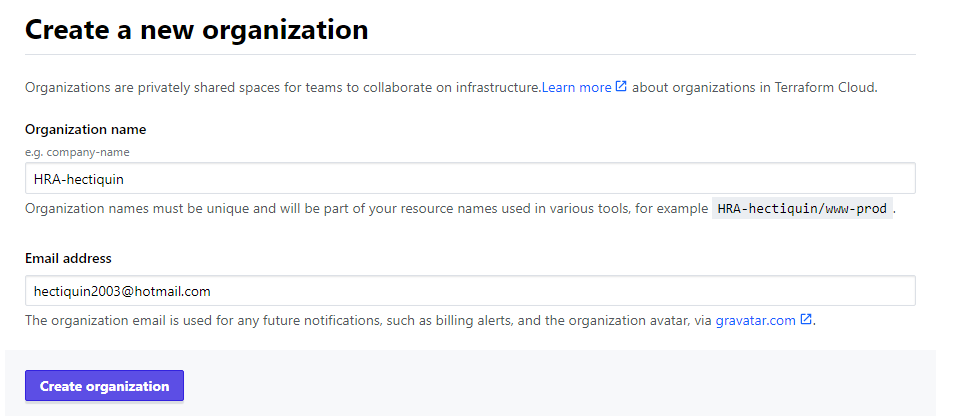 Create a new organization
Organizations are privately shared spaces for teams to collaborate on infrastructure.Learn more about organizations in Terraform Cloud.
Organization name
e.g. company-name
HRA-hectiquin
Organization names must be unique and will be part of your resource names used in various tools, for example HRA-hectiquin/www-prod .
Email address
hectiquin2003@hotmail.com
The organization email is used for any future notifications, such as billing alerts, and the organization avatar, via gravatar.com .
Create organization